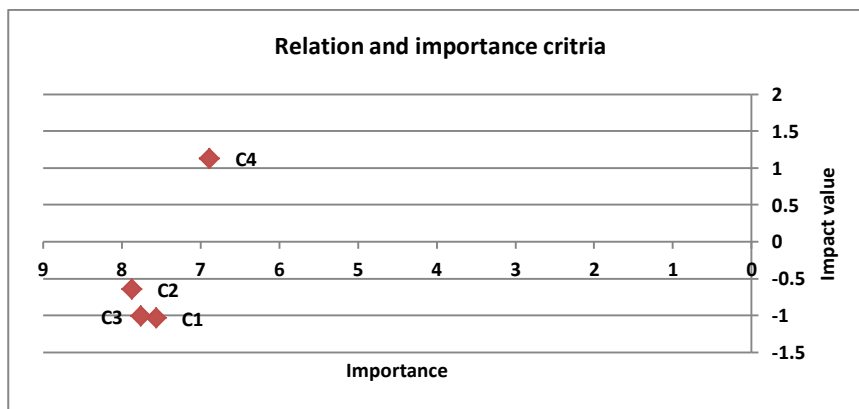 Relation and importance critria
2
1.5
C4
1
0.5
0
9 8 7 6 5 4 3 2 1 0
Impact value
C2
-0.5
C3 C1
-1
-1.5
Importance